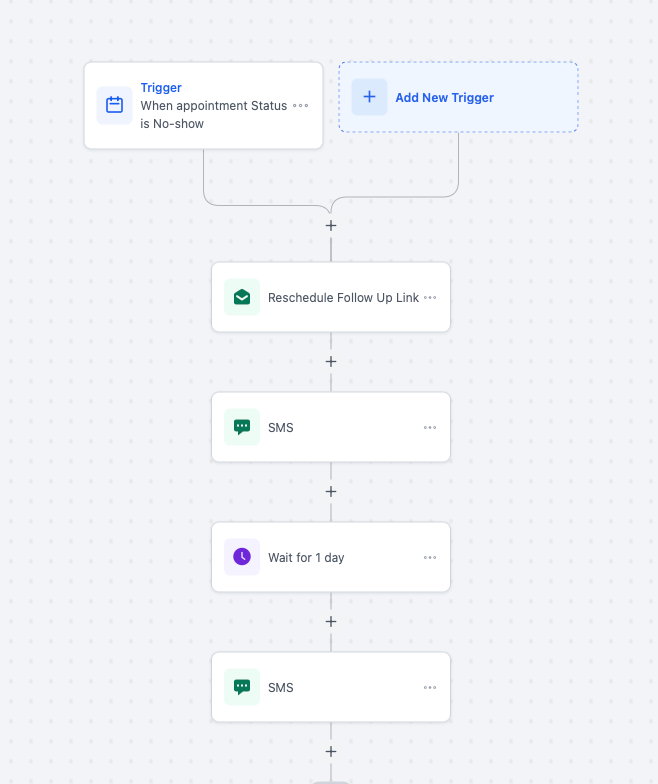 Trigger
When appointment Status
is No-show
Add New Trigger
Reschedule Follow Up Link
SMS
Wait for 1 day
SMS